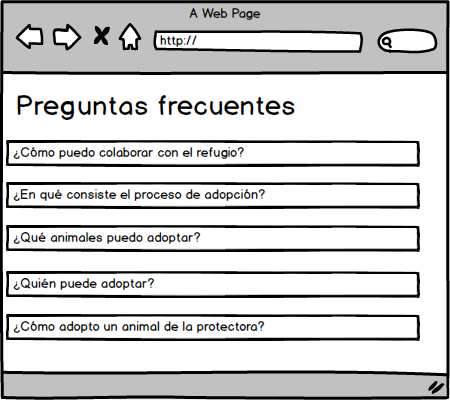 A Web Page
http://
Preguntas frecuentes
¿Cómo puedo colaborar con el refugio?
¿En qué consiste el proceso de adopción?
¿Qué animales puedo adoptar?
¿Quién puede adoptar?
¿Cómo adopto un animal de la protectora?